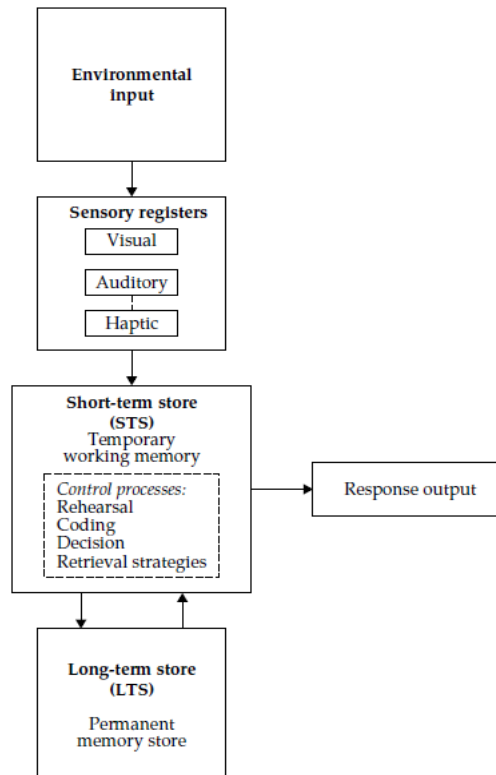 Environmental
input
Sensory registers
Visual
Auditory
Haptic
Short-term store
(STS)
Temporary
working memory
Control processes:
Rehearsal
Coding
Decision
Retrieval strategies
Response output
Long-term store
(LTS)
Permanent
memory store